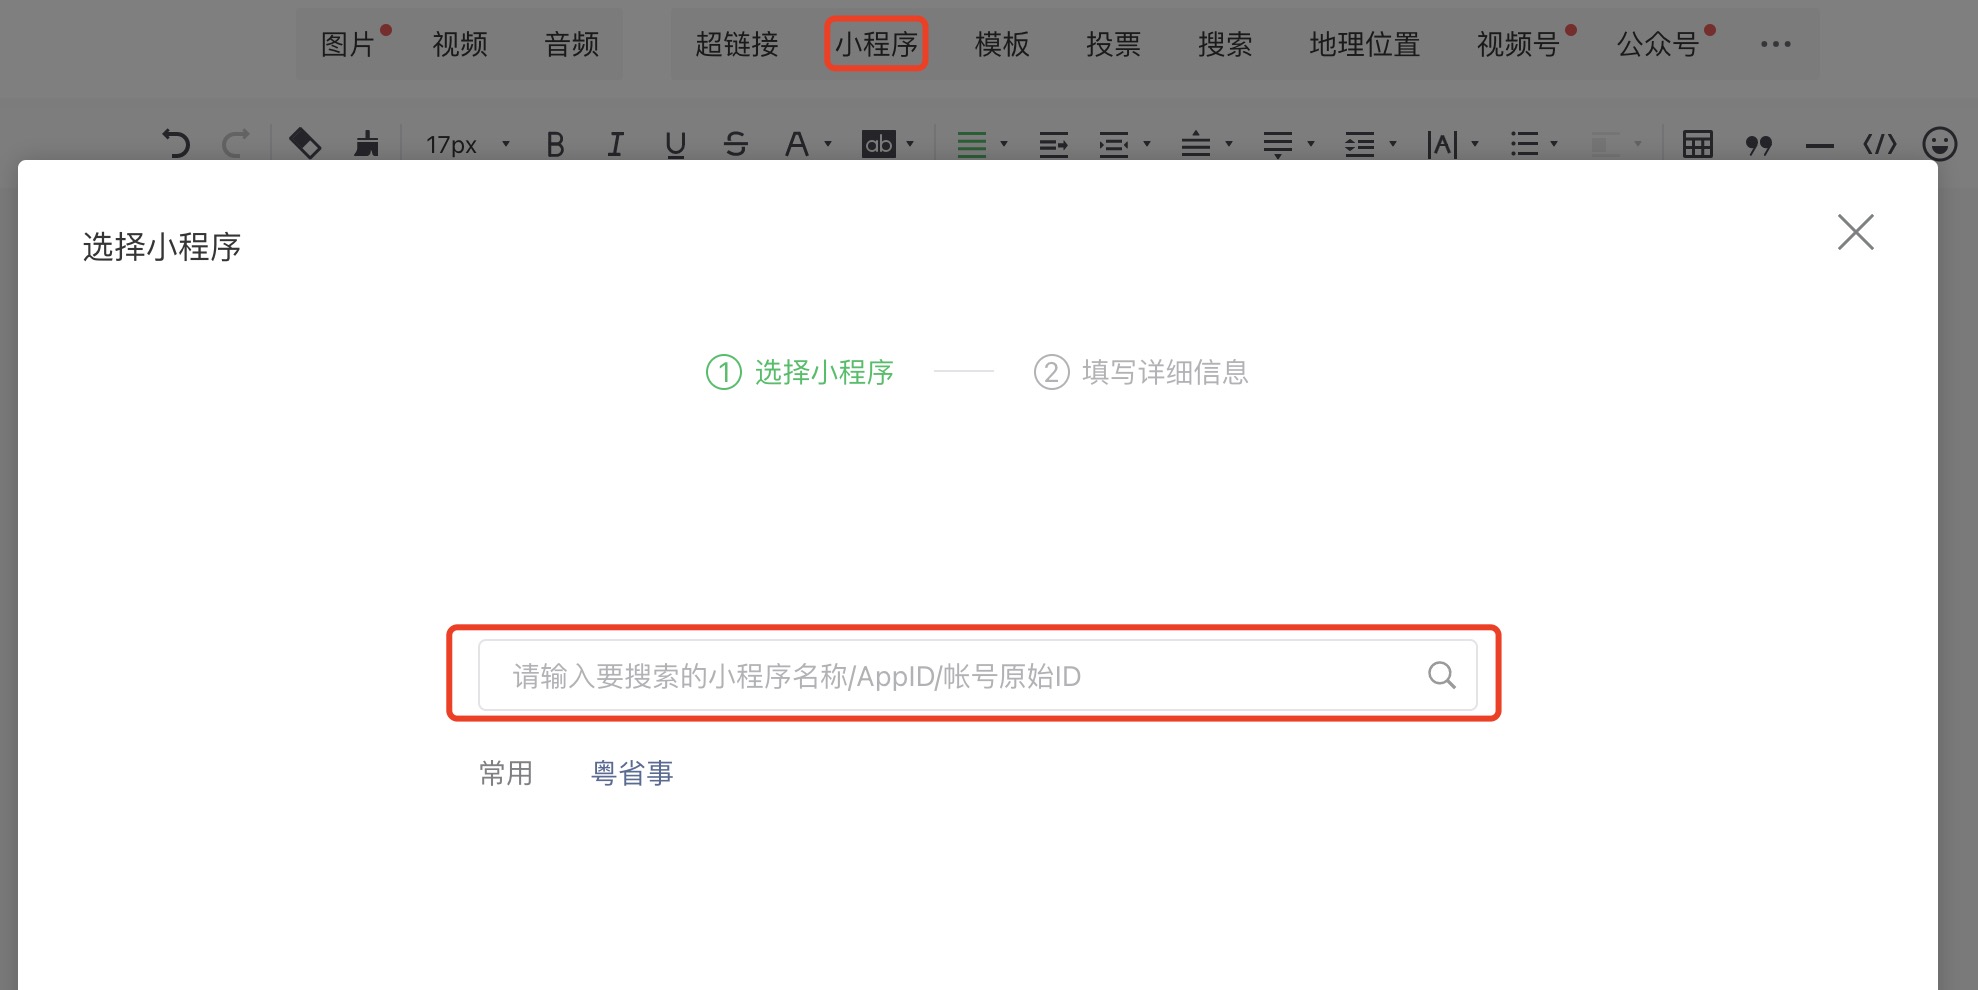 图片 视频 音频 超链接 小程序 模板 投票 搜索 地理位置 视频号 公众号 ···
17px B I U S A ab A
选择小程序
1 选择小程序 2 填写详细信息
请输入要搜索的小程序名称/AppID/帐号原始ID
常用 粤省事